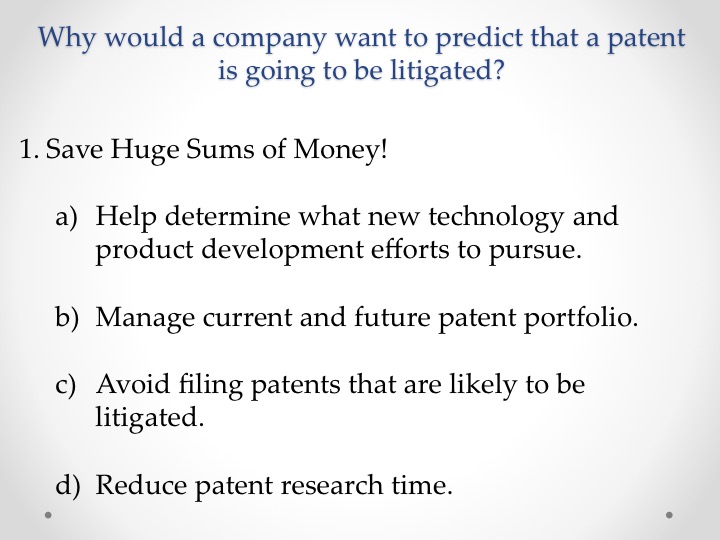 Why would a company want to predict that a patent
is going to be litigated?
1. Save Huge Sums of Money!
a) Help determine what new technology and
product development efforts to pursue.
b) Manage current and future patent portfolio.
c) Avoid filing patents that are likely to be
litigated.
d) Reduce patent research time.